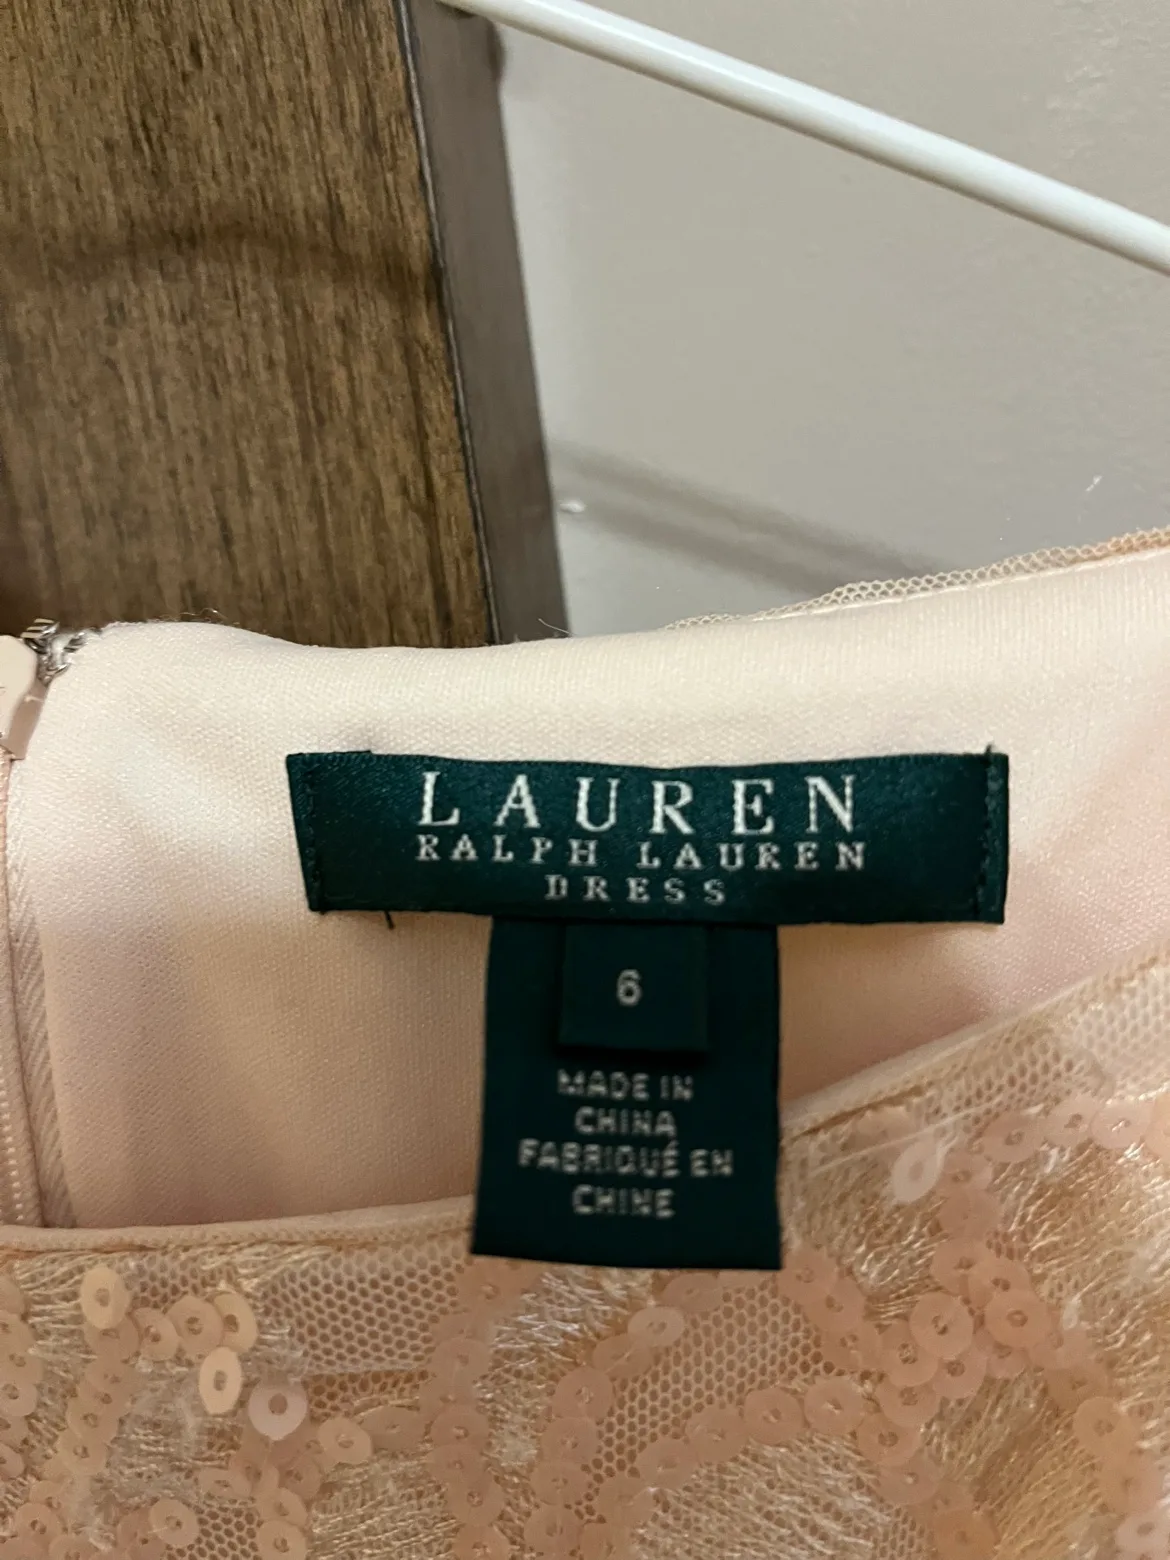 LAUREN
RALPH LAUREN
DRESS
6
MADE IN
CHINA
FABRIQUÉ EN
CHINE